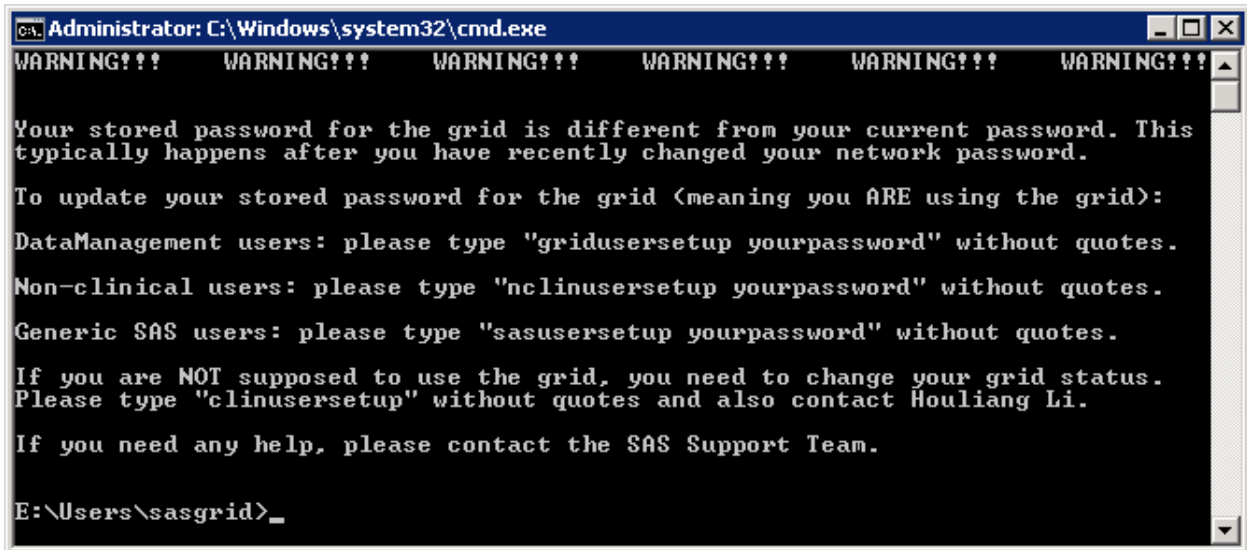 Administrator: C:\Windows\system32\cmd.exe
WARNING!!! WARNING!!! WARNING!!! WARNING!!! WARNING!!! WARNING!!!
Your stored password for the grid is different from your current password. This
typically happens after you have recently changed your network password.
To update your stored password for the grid (meaning you ARE using the grid):
DataManagement users: please type "gridusersetup yourpassword" without quotes.
Non-clinical users: please type "nclinusersetup yourpassword" without quotes.
Generic SAS users: please type "sasusersetup yourpassword" without quotes.
If you are NOT supposed to use the grid, you need to change your grid status.
Please type "clinusersetup" without quotes and also contact Houliang Li.
If you need any help, please contact the SAS Support Team.
E:\Users\sasgrid>_